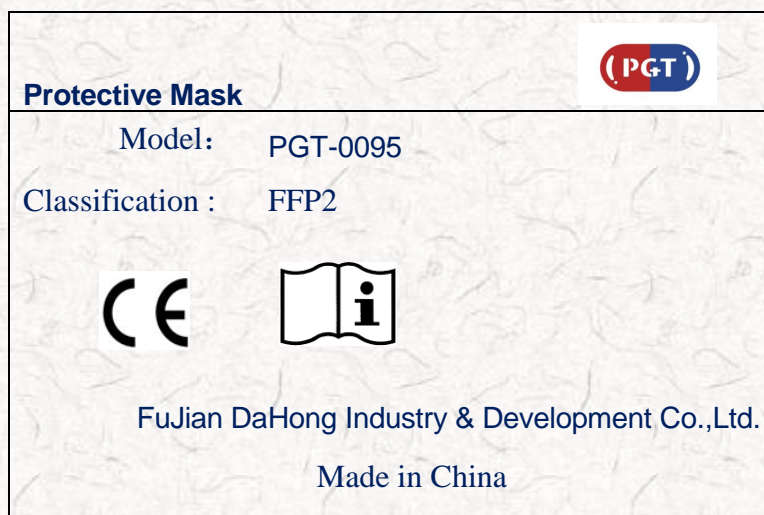 (PGT)
Protective Mask
Model： PGT-0095
Classification : FFP2
CE
i
FuJian DaHong Industry & Development Co.,Ltd.
Made in China